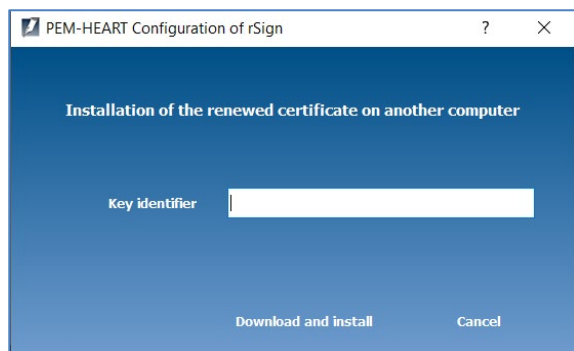 PEM-HEART Configuration of rSign
Installation of the renewed certificate on another computer
Key identifier
Download and install
Cancel